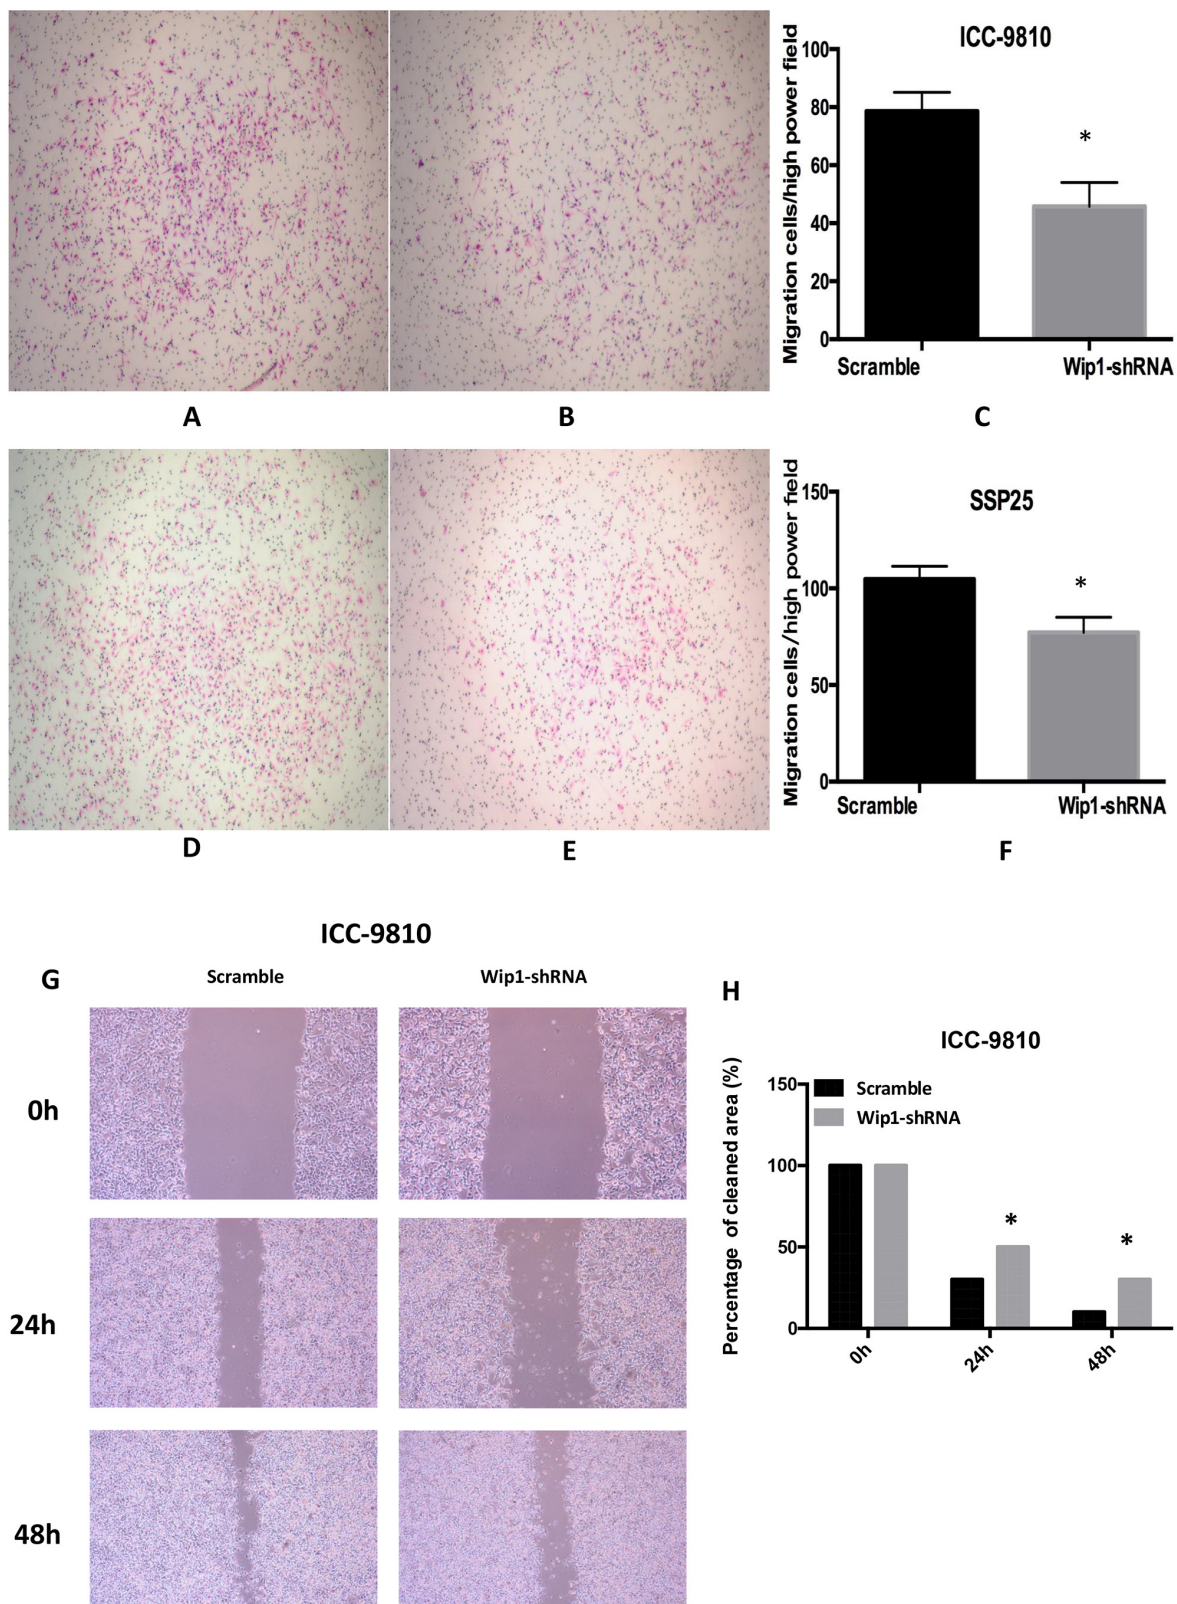 A
B
Migration cells/high power field
ICC-9810
100
80
60
40
20
0
*
Scramble
Wip1-shRNA
C
D
E
Migration cells/high power field
SSP25
150
100
50
0
*
Scramble
Wip1-shRNA
F
ICC-9810
G
Scramble
Wip1-shRNA
0h
24h
48h
H
ICC-9810
Percentage of cleaned area (%)
150
100
50
0
Scramble
Wip1-shRNA
*
*
0h
24h
48h